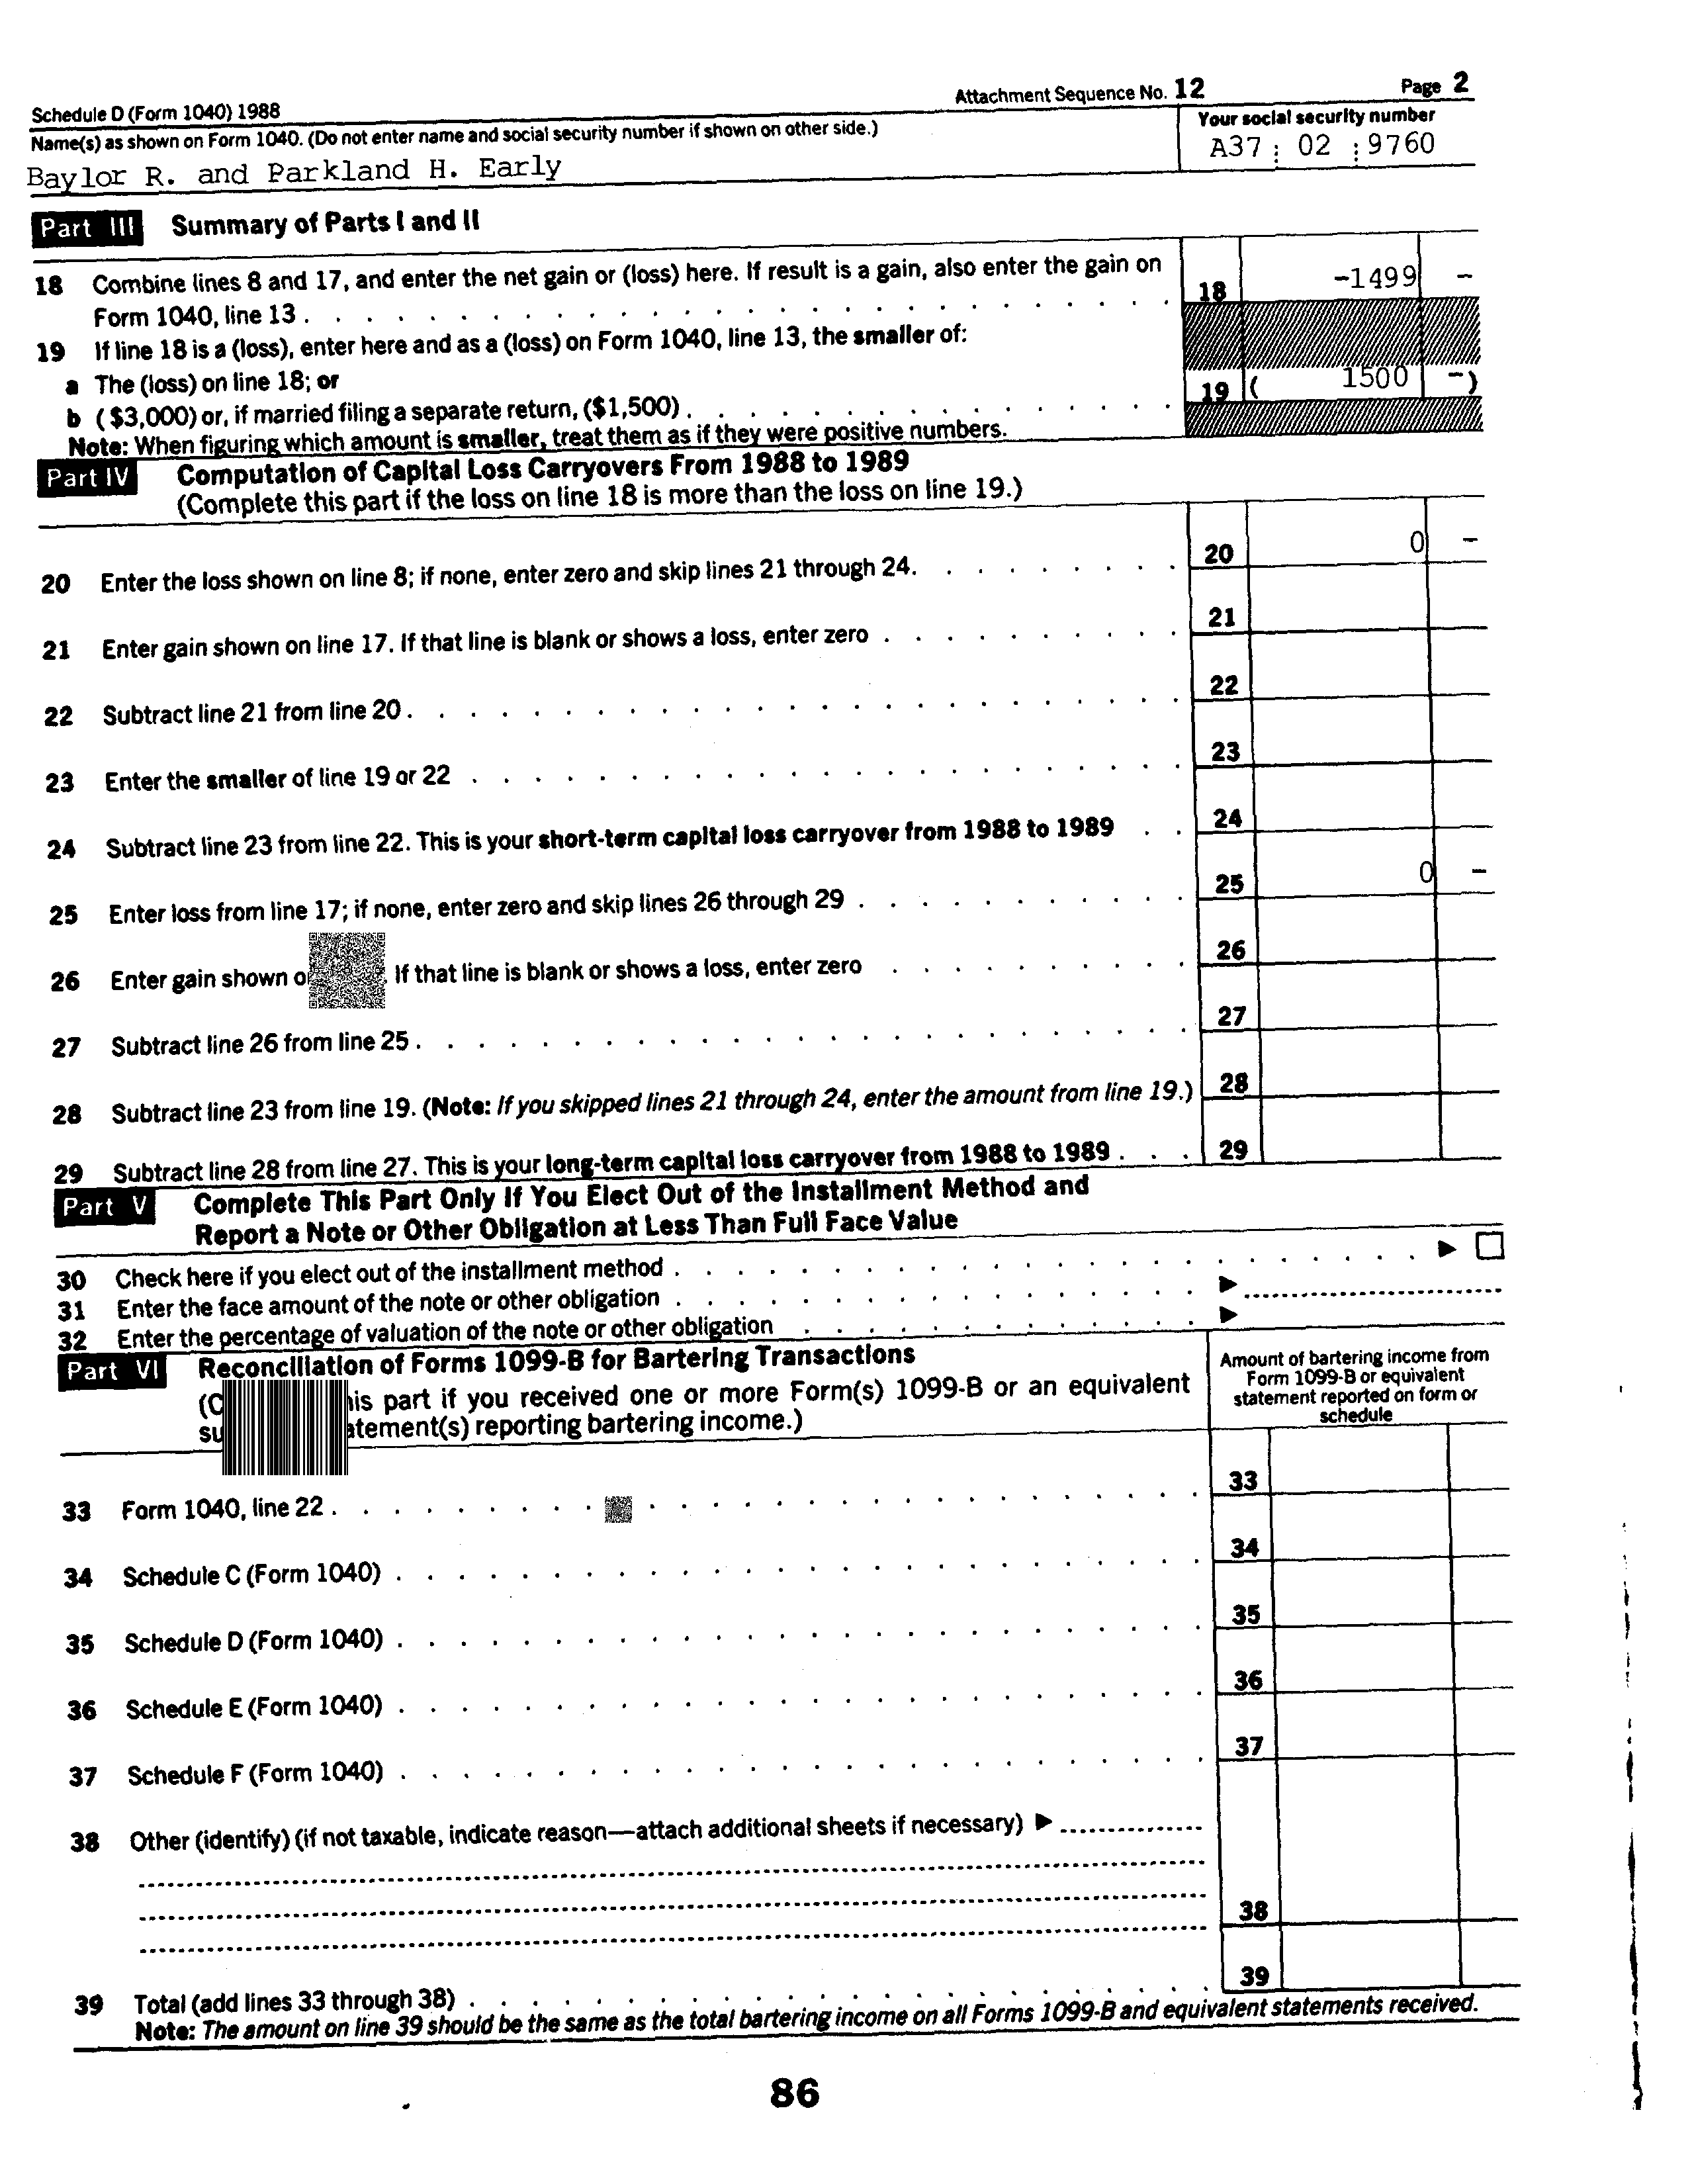 Schedule D (Form 1040) 1988 Attachment Sequence No. 12 Page 2
Name(s) as shown on Form 1040. (Do not enter name and social security number if shown on other side.) Your social security number
Baylor R. and Parkland H. Early A37 02 9760
Part III Summary of Parts I and II
18 Combine lines 8 and 17, and enter the net gain or (loss) here. If result is a gain, also enter the gain on
Form 1040, line 13 . . . 18 -1499 -
19 If line 18 is a (loss), enter here and as a (loss) on Form 1040, line 13, the smaller of:
a The (loss) on line 18; or
b ($3,000) or, if married filing a separate return, ($1,500) . . . 19 ( 1500 -)
Note: When figuring which amount is smaller, treat them as if they were positive numbers.
Part IV Computation of Capital Loss Carryovers From 1988 to 1989
(Complete this part if the loss on line 18 is more than the loss on line 19.)
20 Enter the loss shown on line 8; if none, enter zero and skip lines 21 through 24. . . . 20 0 -
21 Enter gain shown on line 17. If that line is blank or shows a loss, enter zero . . . 21
22 Subtract line 21 from line 20 . . . 22
23 Enter the smaller of line 19 or 22 . . . 23
24 Subtract line 23 from line 22. This is your short-term capital loss carryover from 1988 to 1989 . . 24
25 Enter loss from line 17; if none, enter zero and skip lines 26 through 29 . . . 25 0 -
26 Enter gain shown If that line is blank or shows a loss, enter zero . . . 26
27 Subtract line 26 from line 25 . . . 27
28 Subtract line 23 from line 19. (Note: If you skipped lines 21 through 24, enter the amount from line 19.) 28
29 Subtract line 28 from line 27. This is your long-term capital loss carryover from 1988 to 1989 . . . 29
Part V Complete This Part Only If You Elect Out of the Installment Method and
Report a Note or Other Obligation at Less Than Full Face Value
30 Check here if you elect out of the installment method . . . ▶ ☐
31 Enter the face amount of the note or other obligation . . . ▶
32 Enter the percentage of valuation of the note or other obligation . . . ▶
Part VI Reconciliation of Forms 1099-B for Bartering Transactions
part if you received one or more Form(s) 1099-B or an equivalent
reporting bartering income.)
Amount of bartering income from
Form 1099-B or equivalent
statement reported on form or
schedule
33 Form 1040, line 22 . . . 33
34 Schedule C (Form 1040) . . . 34
35 Schedule D (Form 1040) . . . 35
36 Schedule E (Form 1040) . . . 36
37 Schedule F (Form 1040) . . . 37
38 Other (identify) (if not taxable, indicate reason—attach additional sheets if necessary) ▶
38
39 Total (add lines 33 through 38) . . . 39
Note: The amount on line 39 should be the same as the total bartering income on all Forms 1099-B and equivalent statements received.
86